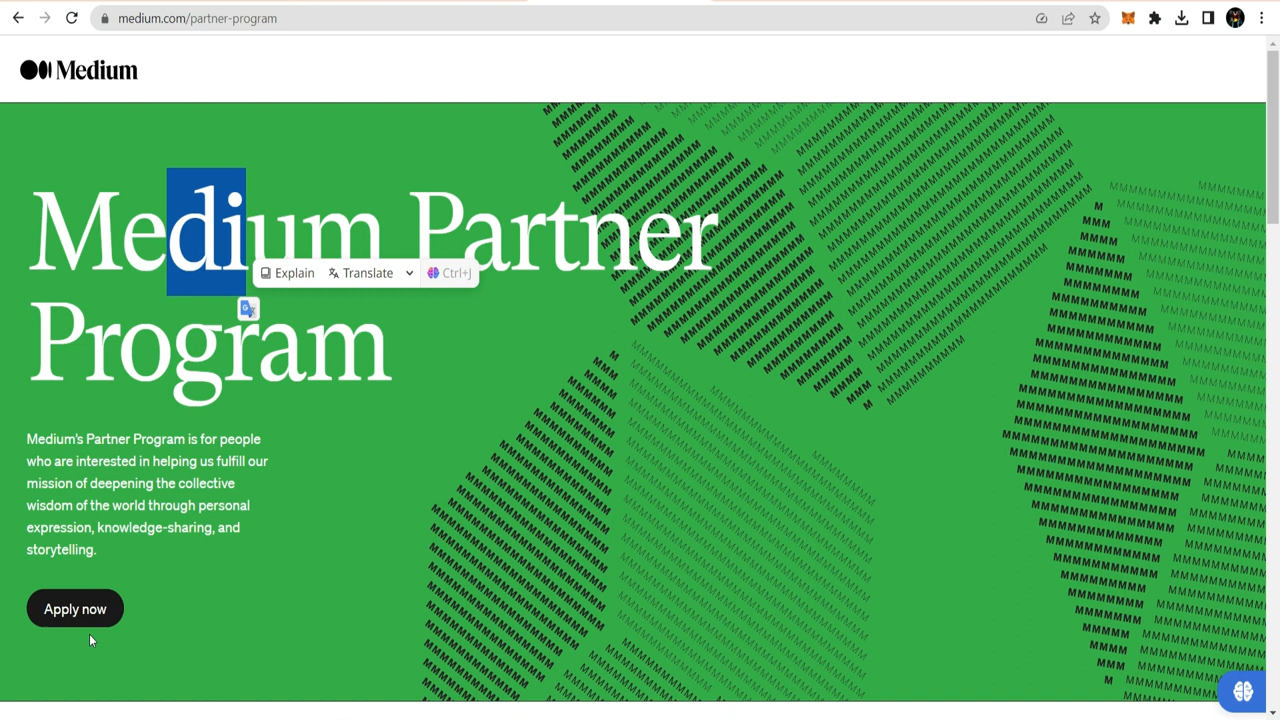 medium.com/partner-program
Medium
Medium Partner
Program
Explain Translate Ctrl+J
Medium's Partner Program is for people
who are interested in helping us fulfill our
mission of deepening the collective
wisdom of the world through personal
expression, knowledge-sharing, and
storytelling.
Apply now